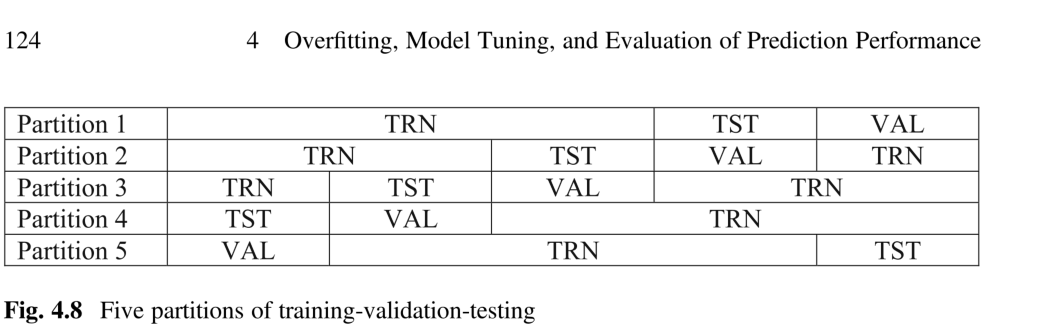 124 4 Overfitting, Model Tuning, and Evaluation of Prediction Performance
Partition 1 TRN TST VAL
Partition 2 TRN TST VAL TRN
Partition 3 TRN TST VAL TRN
Partition 4 TST VAL TRN
Partition 5 VAL TRN TST
Fig. 4.8 Five partitions of training-validation-testing